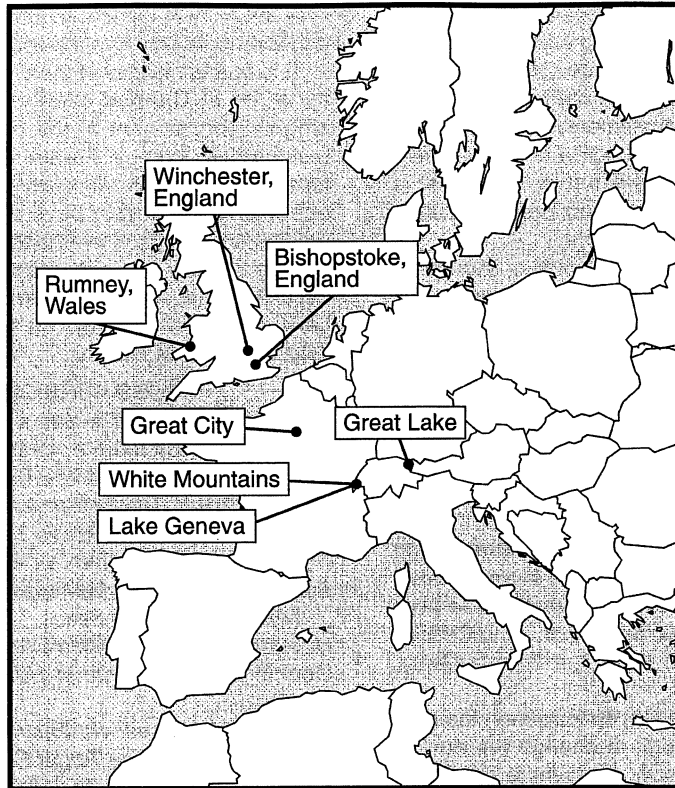 Winchester,
England
Bishopstoke,
England
Rumney,
Wales
Great City
Great Lake
White Mountains
Lake Geneva